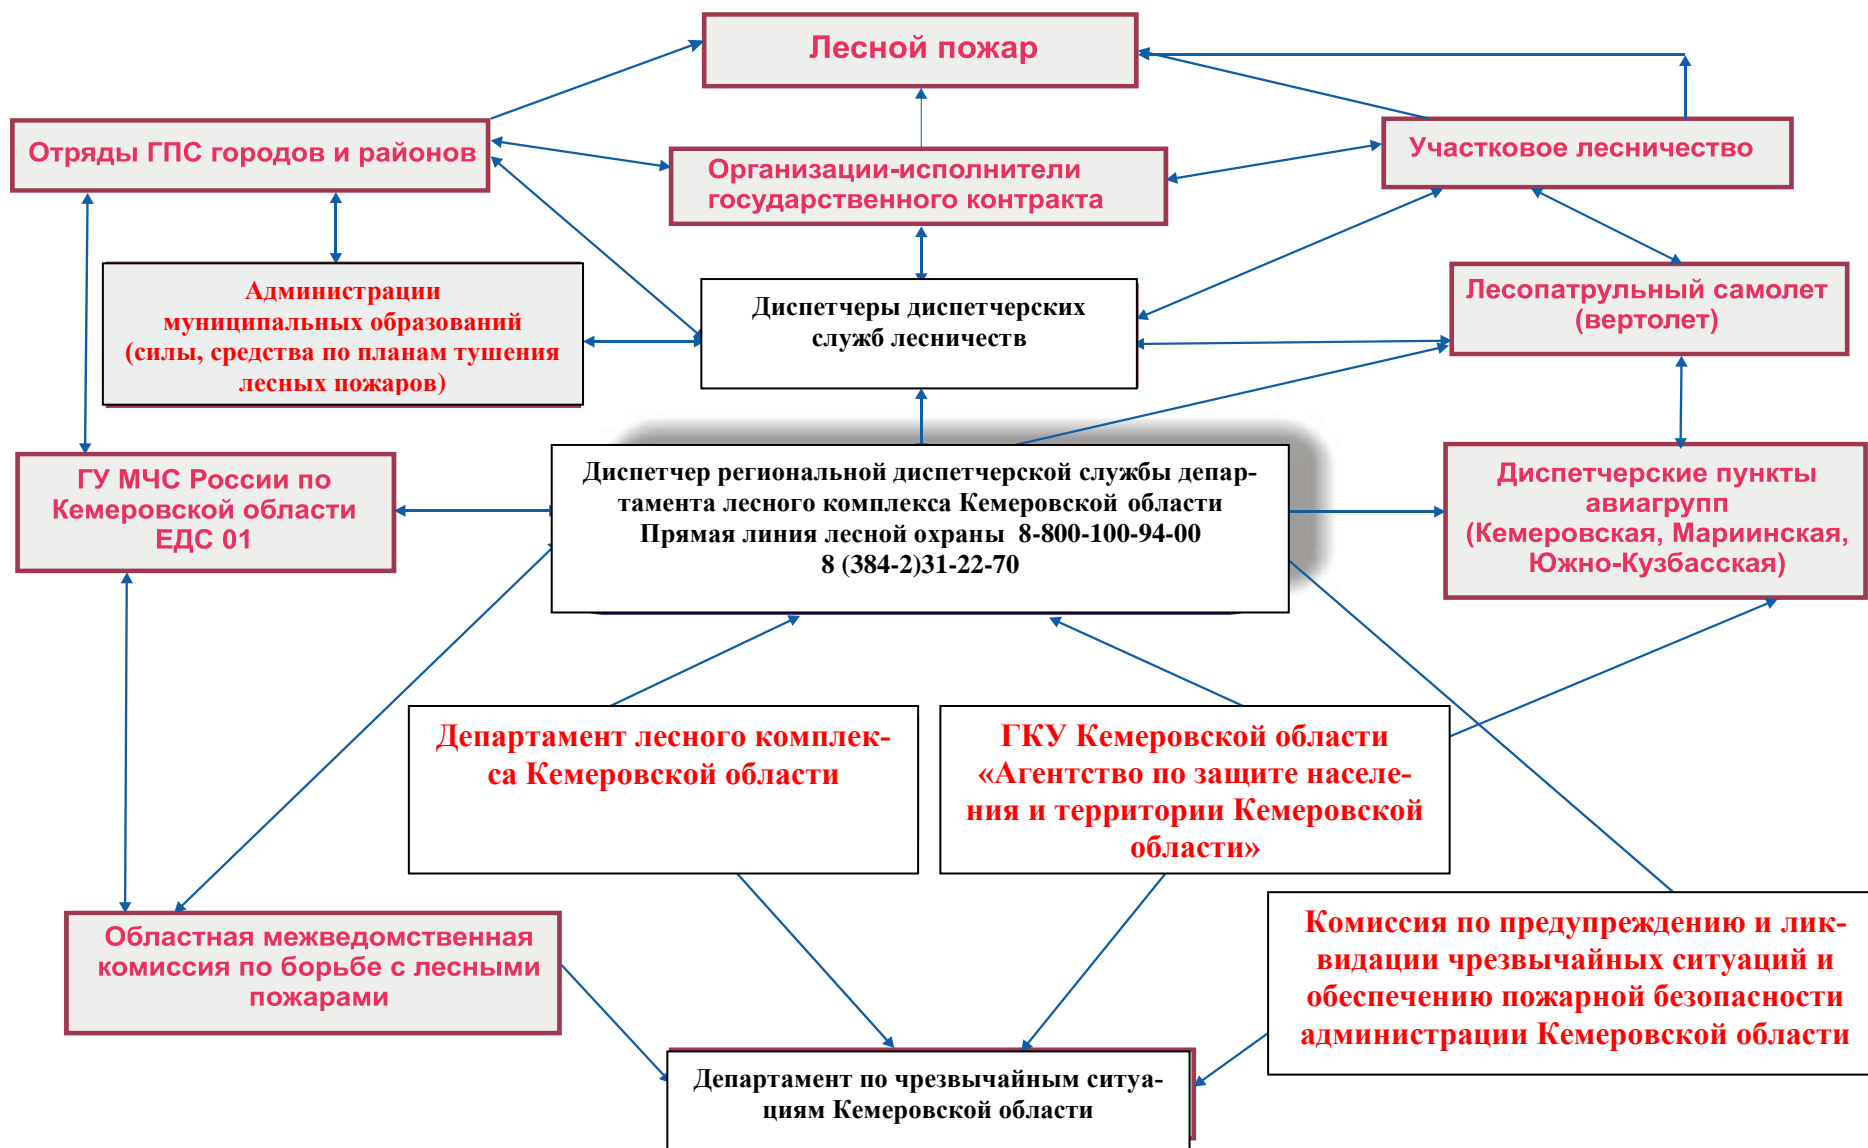 Лесной пожар
Отряды ГПС городов и районов
Организации-исполнители
государственного контракта
Участковое лесничество
Администрации
муниципальных образований
(силы, средства по планам тушения
лесных пожаров)
Диспетчеры диспетчерских
служб лесничеств
Лесопатрульный самолет
(вертолет)
ГУ МЧС России по
Кемеровской области
ЕДС 01
Диспетчер региональной диспетчерской службы депар-
тамента лесного комплекса Кемеровской области
Прямая линия лесной охраны 8-800-100-94-00
8 (384-2)31-22-70
Диспетчерские пункты
авиагрупп
(Кемеровская, Мариинская,
Южно-Кузбасская)
Департамент лесного комплек-
са Кемеровской области
ГКУ Кемеровской области
«Агентство по защите населе-
ния и территории Кемеровской
области»
Областная межведомственная
комиссия по борьбе с лесными
пожарами
Комиссия по предупреждению и лик-
видации чрезвычайных ситуаций и
обеспечению пожарной безопасности
администрации Кемеровской области
Департамент по чрезвычайным ситуа-
циям Кемеровской области